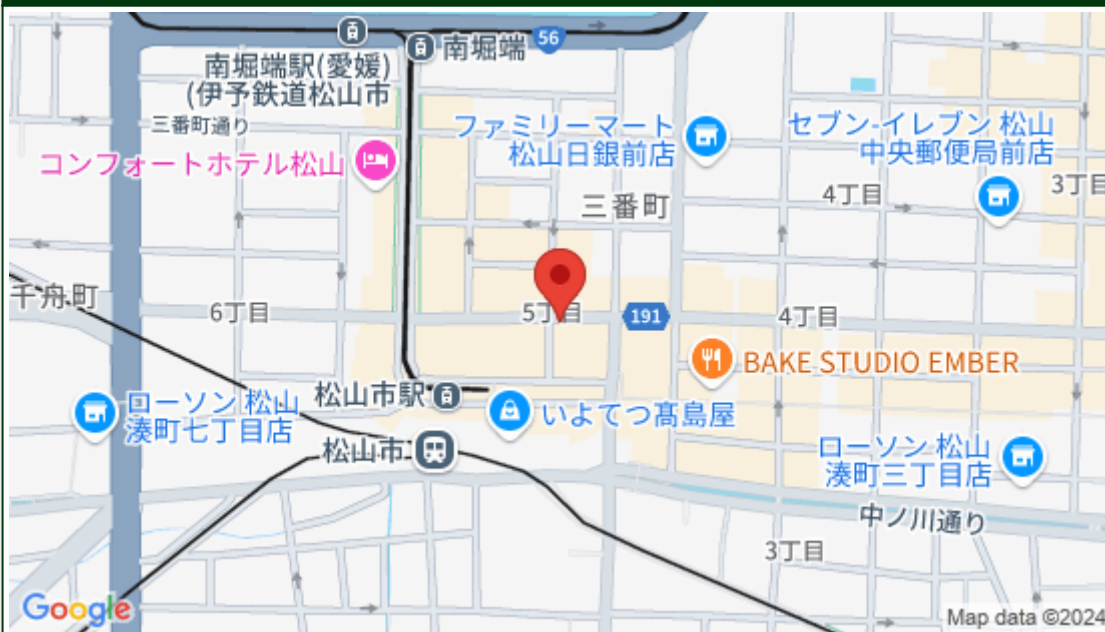 南堀端
56
南堀端駅(愛媛)
(伊予鉄道松山市
三番町通り
ファミリーマート
松山日銀前店
セブン-イレブン 松山
中央郵便局前店
コンフォートホテル松山
4丁目
3丁目
三番町
千舟町
6丁目
5丁目
191
4丁目
BAKE STUDIO EMBER
松山市駅
ローソン 松山
湊町七丁目店
いよてつ髙島屋
松山市
ローソン 松山
湊町三丁目店
中ノ川通り
3丁目
Google
Map data ©2024